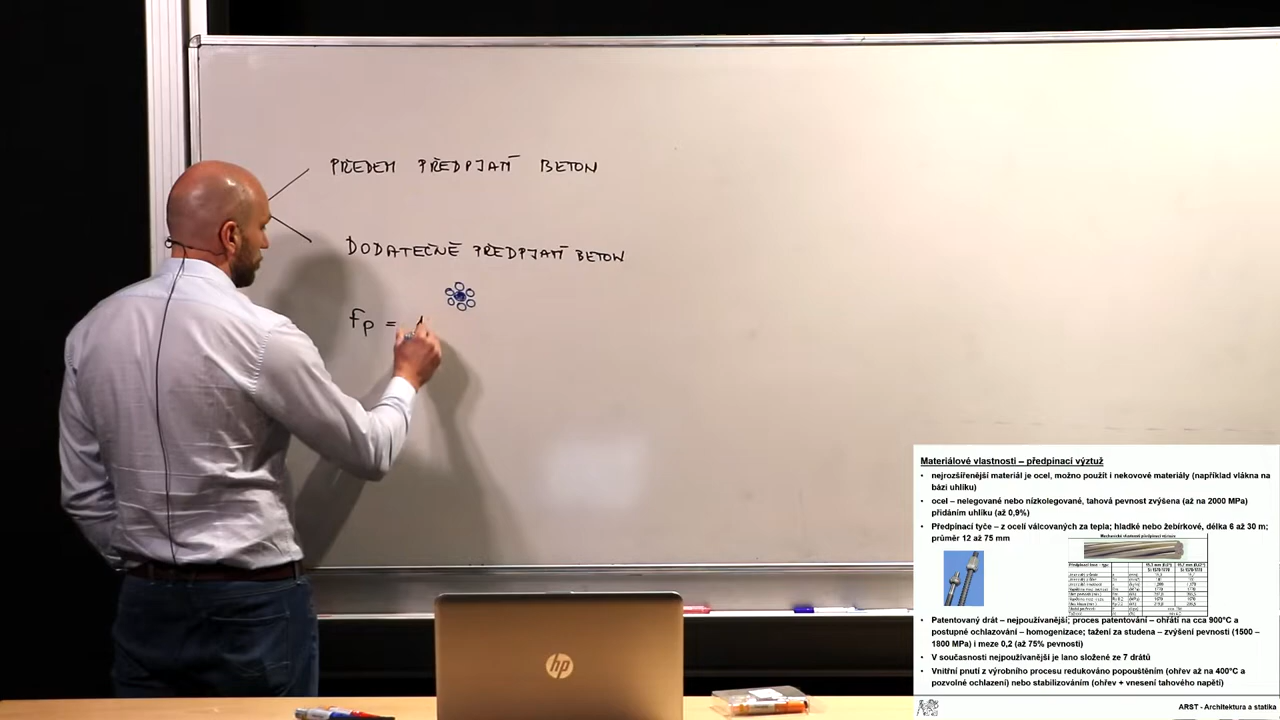 PŘEDEM PŘEDPJATÝ BETON
DODATEČNĚ PŘEDPJATÝ BETON
fp =
hp
Materiálové vlastnosti – předpínací výztuž
• nejrozšířenější materiál je ocel, možno použít i nekovové materiály (například vlákna na
bázi uhlíku)
• ocel – nelegované nebo nízkolegované, tahová pevnost zvýšena (až na 2000 MPa)
přidáním uhlíku (až 0,9%)
• Předpínací tyče – z ocelí válcovaných za tepla; hladké nebo žebírkové, délka 6 až 30 m;
průměr 12 až 75 mm
Mechanické vlastnosti předpínací výztuže
• Patentovaný drát – nejpoužívanější; proces patentování – ohřátí na cca 900°C a
postupné ochlazování – homogenizace; tažení za studena – zvýšení pevnosti (1500 –
1800 MPa) i meze 0,2 (až 75% pevnosti)
• V současnosti nejpoužívanější je lano složené ze 7 drátů
• Vnitřní pnutí z výrobního procesu redukováno popouštěním (ohřev až na 400°C a
pozvolné ochlazení) nebo stabilizováním (ohřev + vnesení tahového napětí)
ARST - Architektura a statika